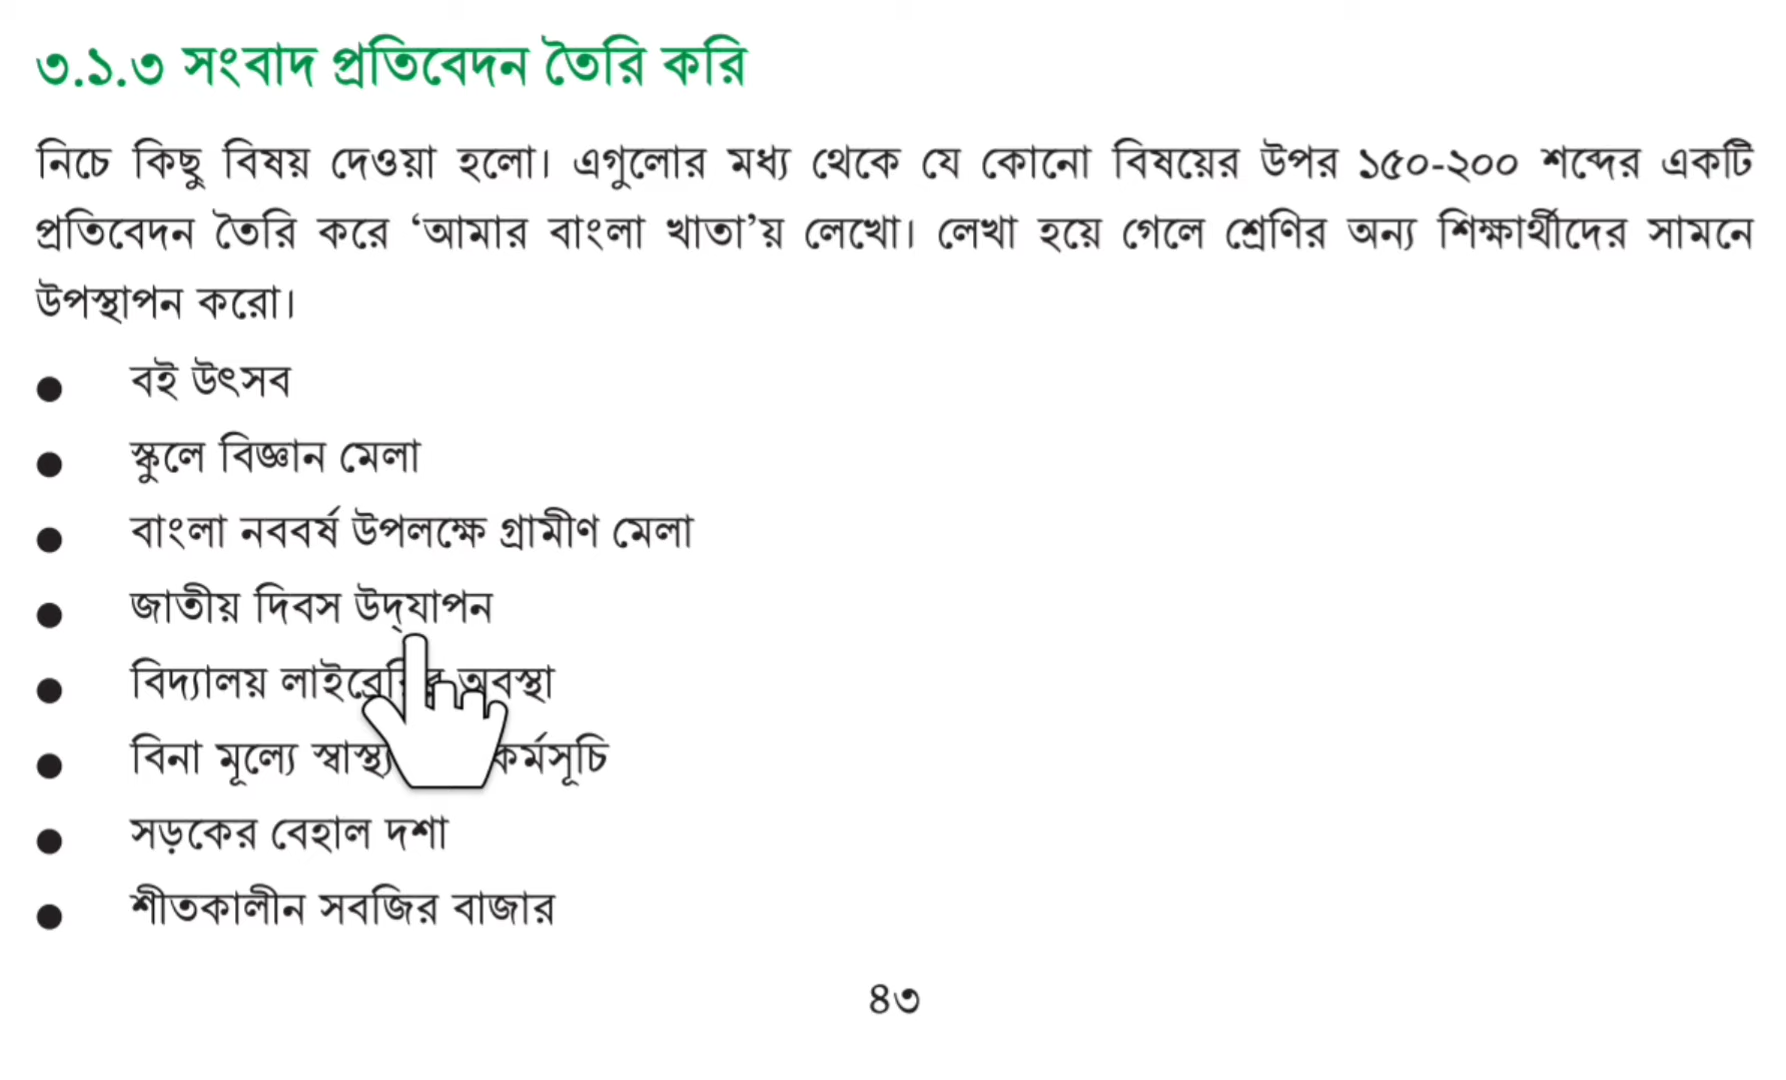 ৩.১.৩ সংবাদ প্রতিবেদন তৈরি করি
নিচে কিছু বিষয় দেওয়া হলো। এগুলোর মধ্য থেকে যে কোনো বিষয়ের উপর ১৫০-২০০ শব্দের একটি
প্রতিবেদন তৈরি করে ‘আমার বাংলা খাতা’য় লেখো। লেখা হয়ে গেলে শ্রেণির অন্য শিক্ষার্থীদের সামনে
উপস্থাপন করো।
● বই উৎসব
● স্কুলে বিজ্ঞান মেলা
● বাংলা নববর্ষ উপলক্ষে গ্রামীণ মেলা
● জাতীয় দিবস উদ্‌যাপন
● বিদ্যালয় লাইব্রেরির অবস্থা
● বিনা মূল্যে স্বাস্থ্য কর্মসূচি
● সড়কের বেহাল দশা
● শীতকালীন সবজির বাজার
৪৩